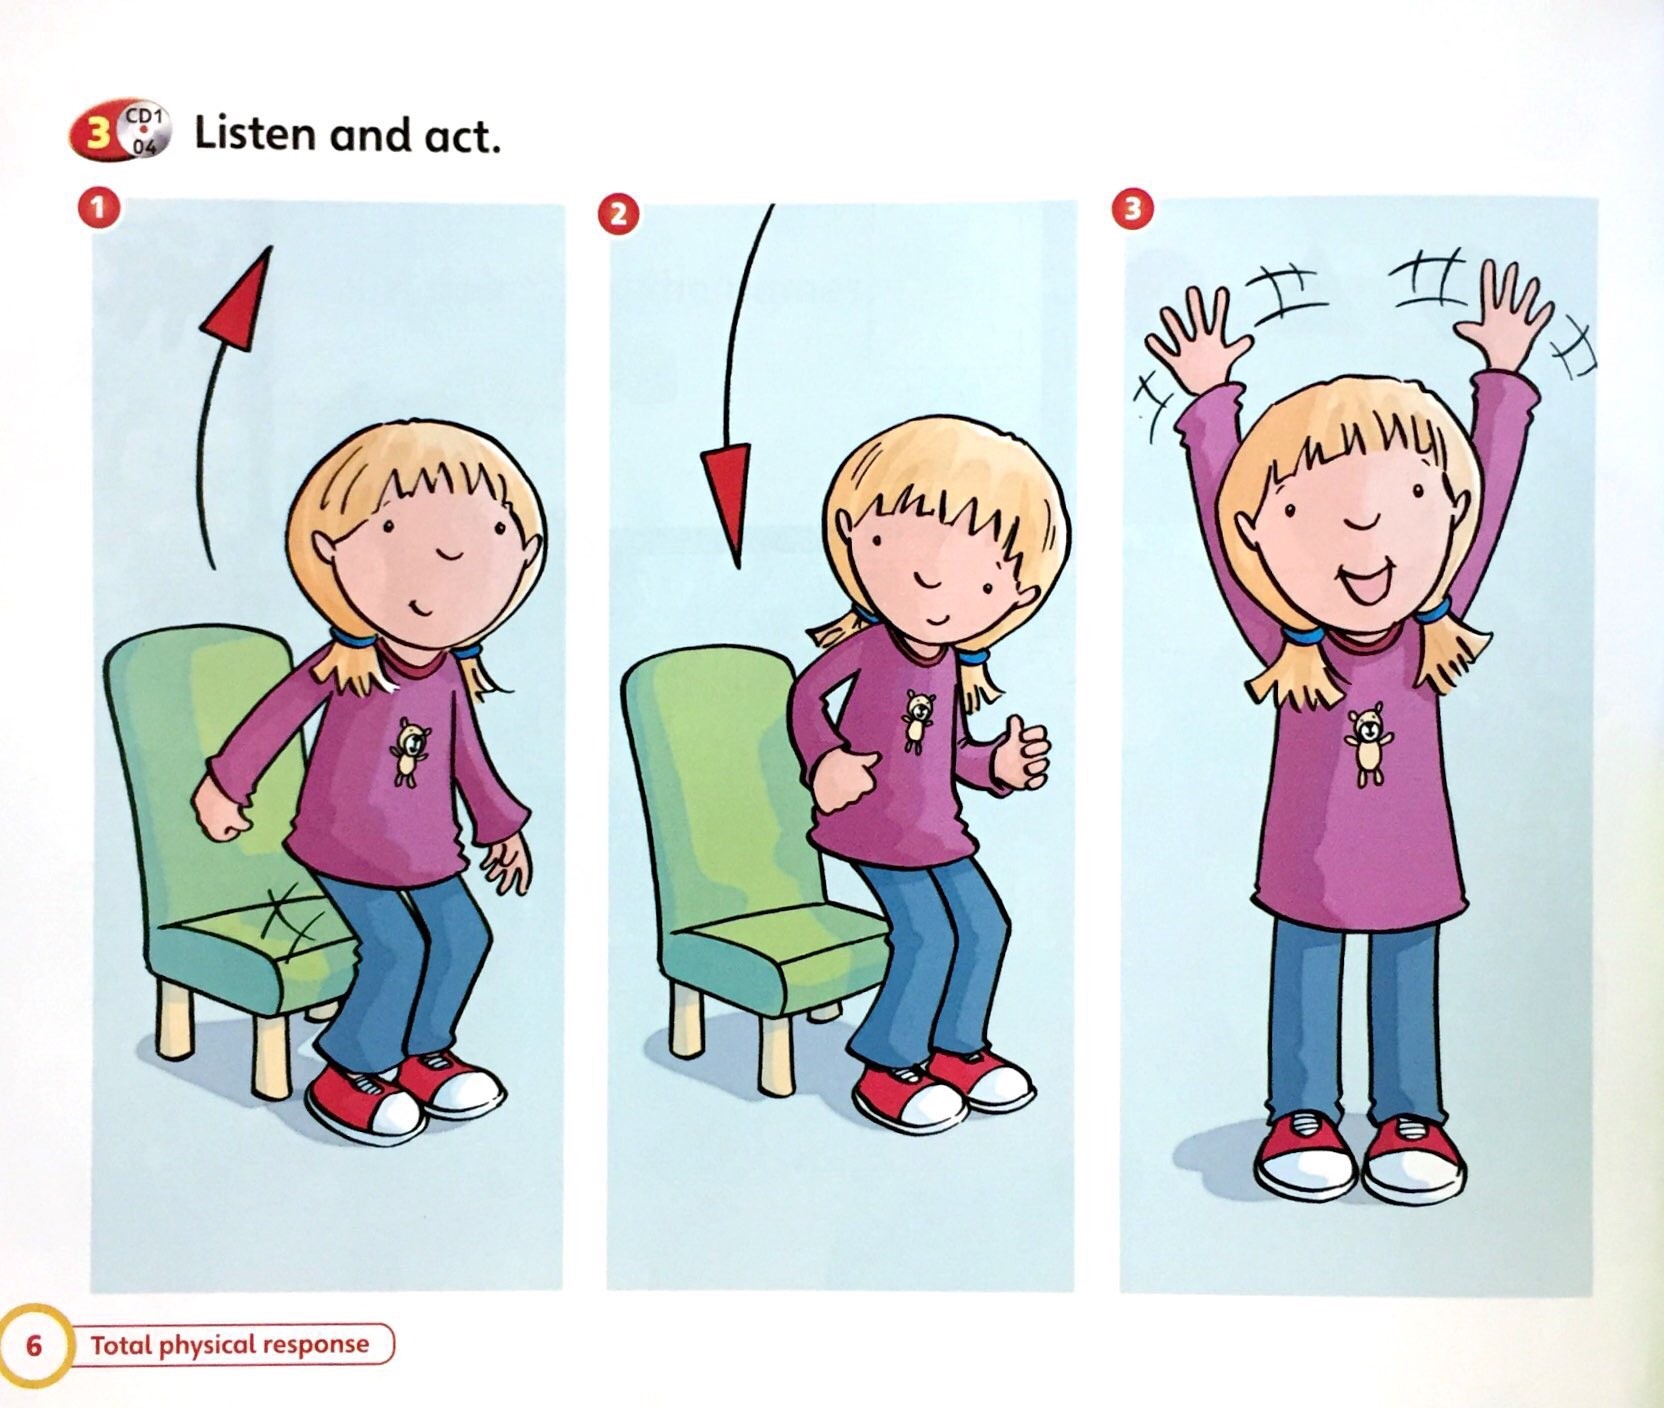 3 CD1 04 Listen and act.
1
2
3
6 Total physical response